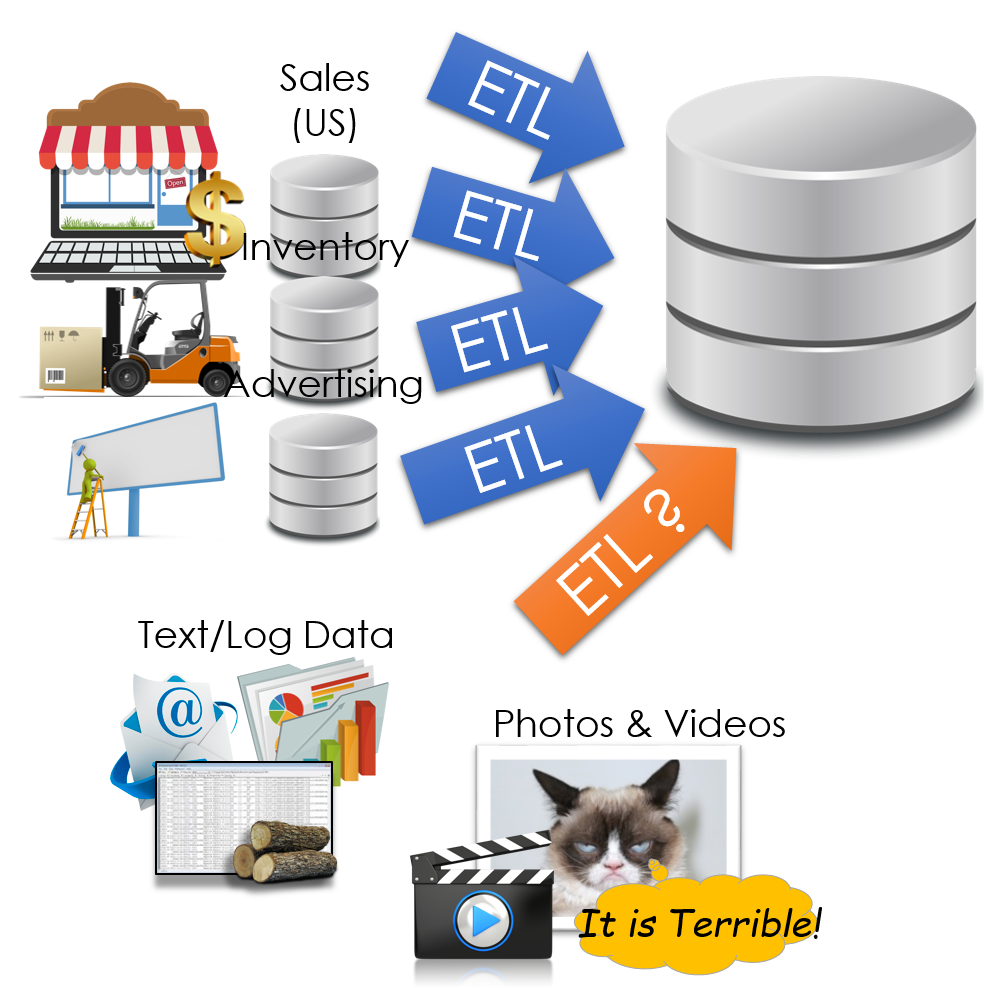 Sales
(US)
ETL
Open
ETL
Inventory
ETL
Advertising
ETL
ETL ?
Text/Log Data
@
Photos & Videos
It is Terrible!